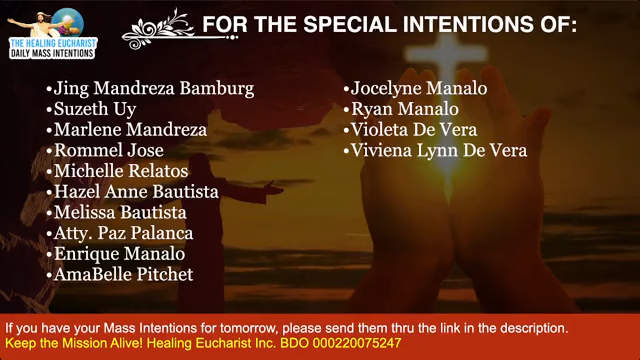 THE HEALING EUCHARIST
DAILY MASS INTENTIONS
FOR THE SPECIAL INTENTIONS OF:
•Jing Mandreza Bamburg
•Suzeth Uy
•Marlene Mandreza
•Rommel Jose
•Michelle Relatos
•Hazel Anne Bautista
•Melissa Bautista
•Atty. Paz Palanca
•Enrique Manalo
•AmaBelle Pitchet
•Jocelyne Manalo
•Ryan Manalo
•Violeta De Vera
•Viviena Lynn De Vera
If you have your Mass Intentions for tomorrow, please send them thru the link in the description.
Keep the Mission Alive! Healing Eucharist Inc. BDO 000220075247